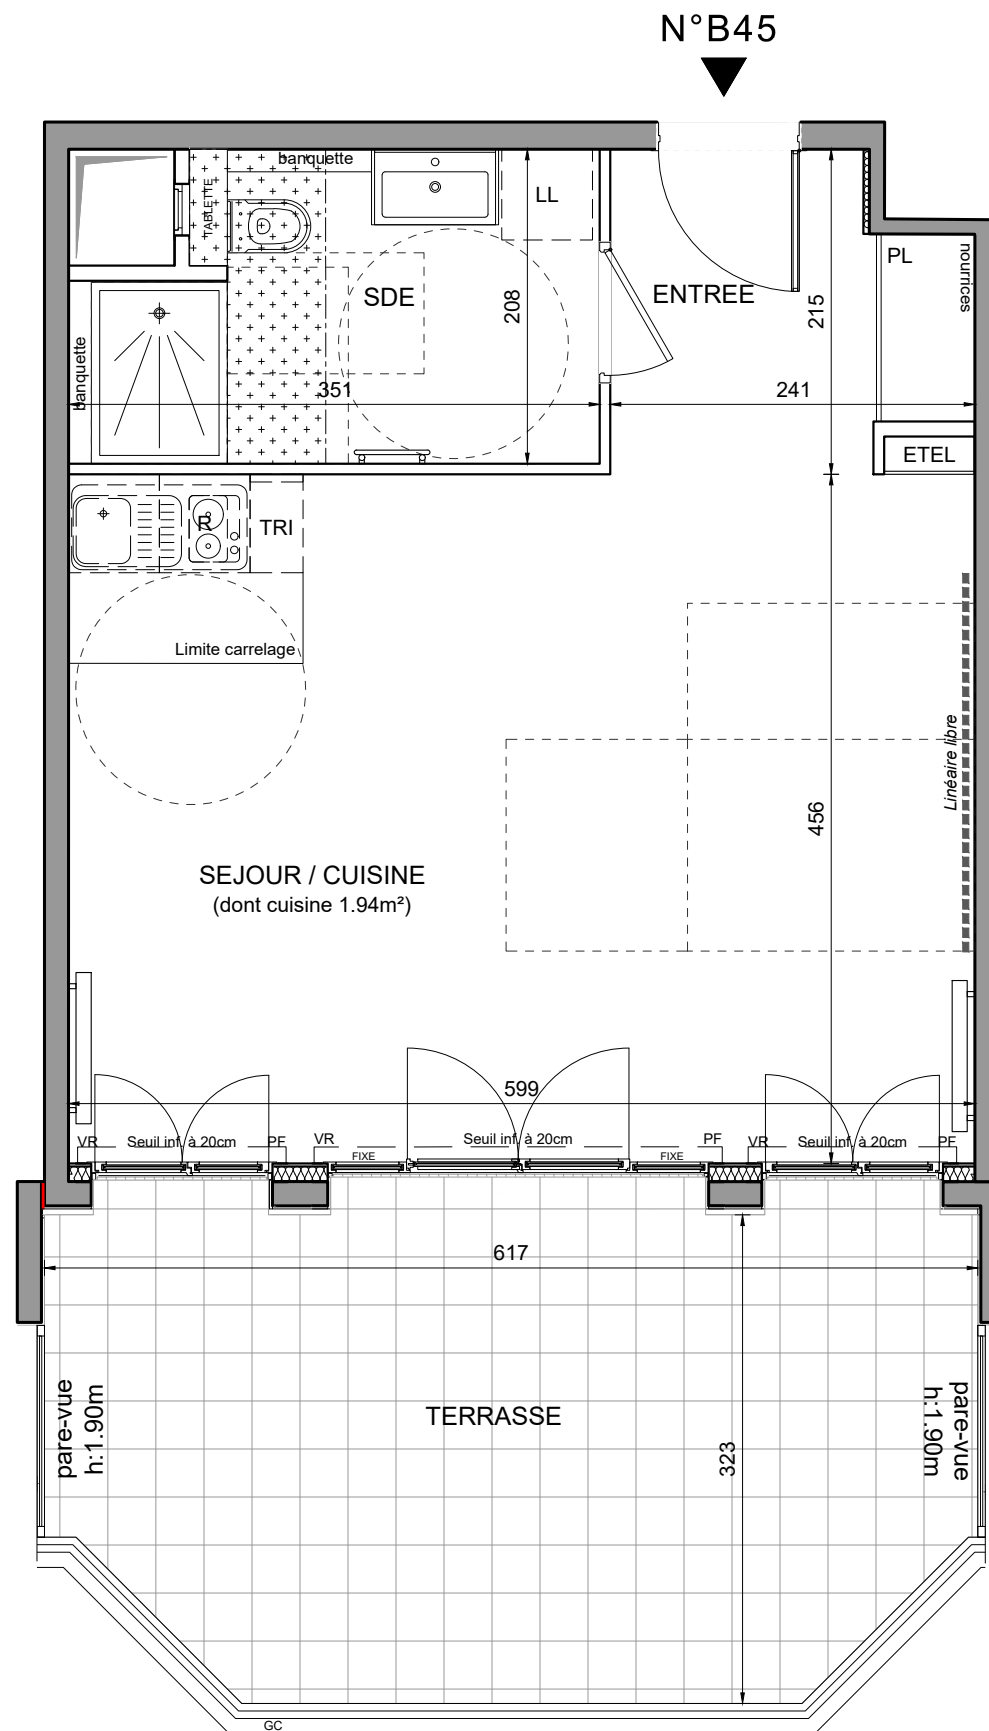 N°B45
banquette
TABLETTE
LL
PL
nourrices
SDE
ENTREE
208
215
banquette
351
241
ETEL
R
TRI
Limite carrelage
Linéaire libre
456
SEJOUR / CUISINE
(dont cuisine 1.94m²)
599
VR
Seuil inf. à 20cm
PF
VR
Seuil inf. à 20cm
PF
VR
Seuil inf. à 20cm
PF
FIXE
FIXE
617
pare-vue
h:1.90m
TERRASSE
323
pare-vue
h:1.90m
GC